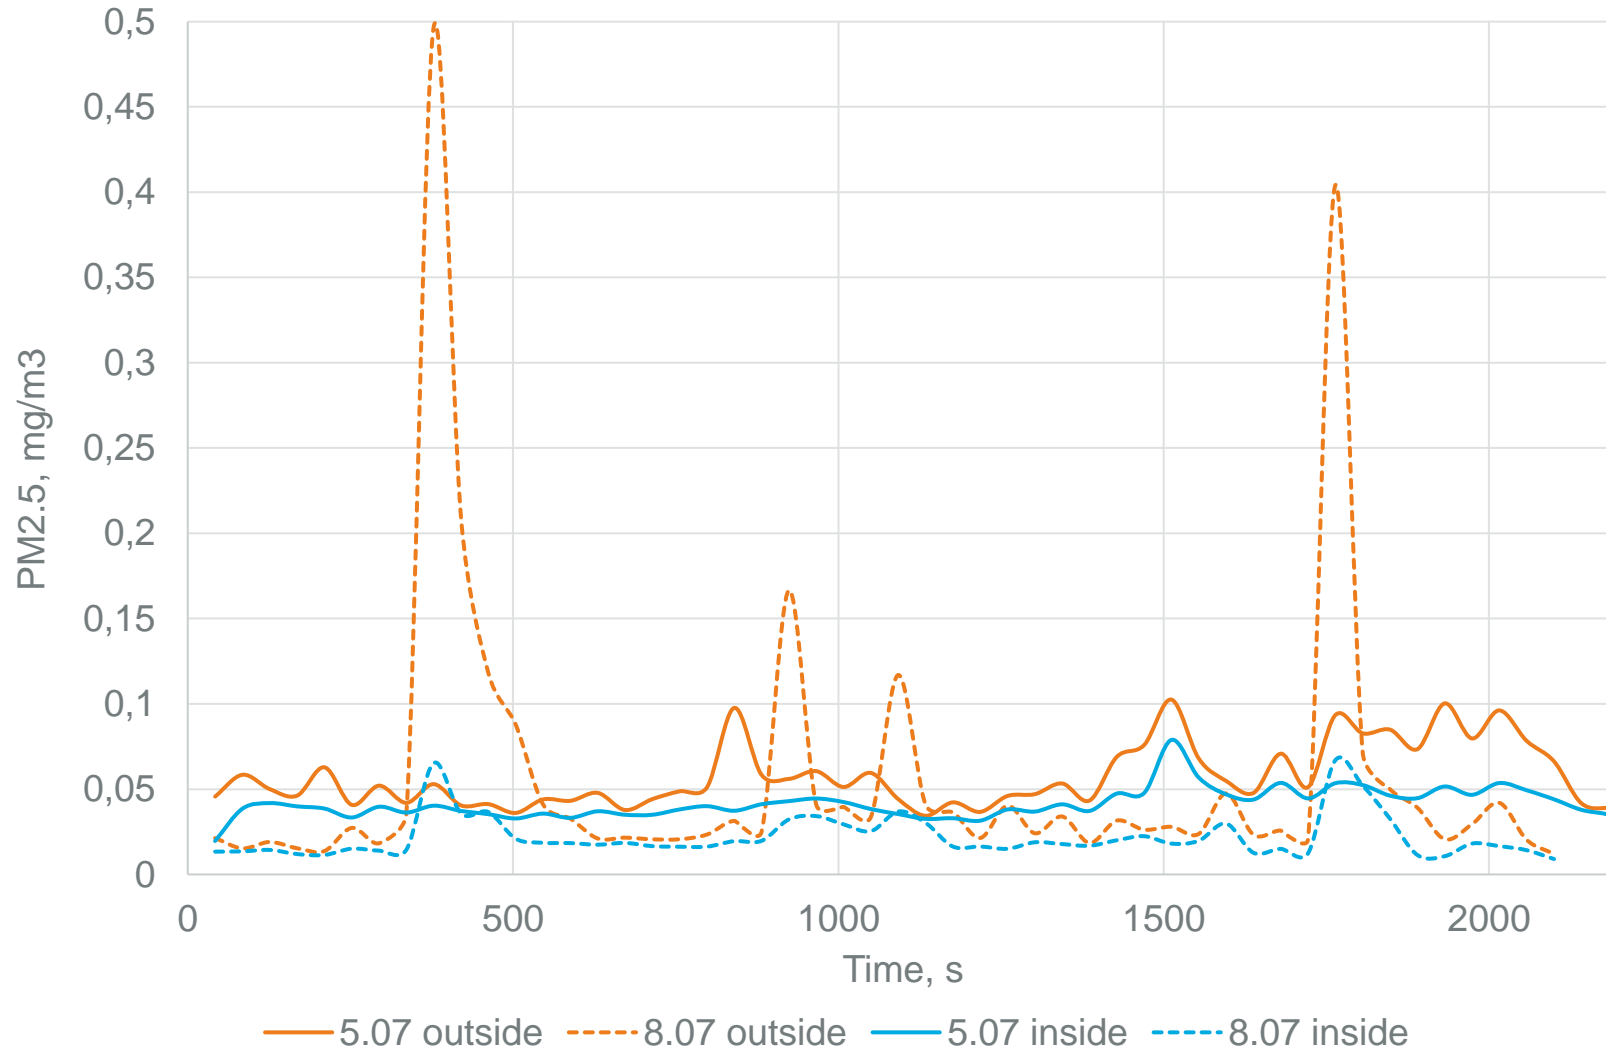 0,5
0,45
0,4
0,35
0,3
0,25
0,2
0,15
0,1
0,05
0
PM2.5, mg/m3
0 500 1000 1500 2000
Time, s
5.07 outside 8.07 outside 5.07 inside 8.07 inside